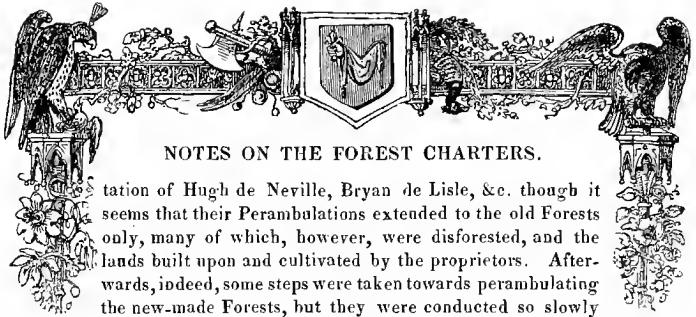 NOTES ON THE FOREST CHARTERS.
tation of Hugh de Neville, Bryan de Lisle, &c. though it
seems that their Perambulations extended to the old Forests
only, many of which, however, were disforested, and the
lands built upon and cultivated by the proprietors. After-
wards, indeed, some steps were taken towards perambulating
the new-made Forests, but they were conducted so slowly